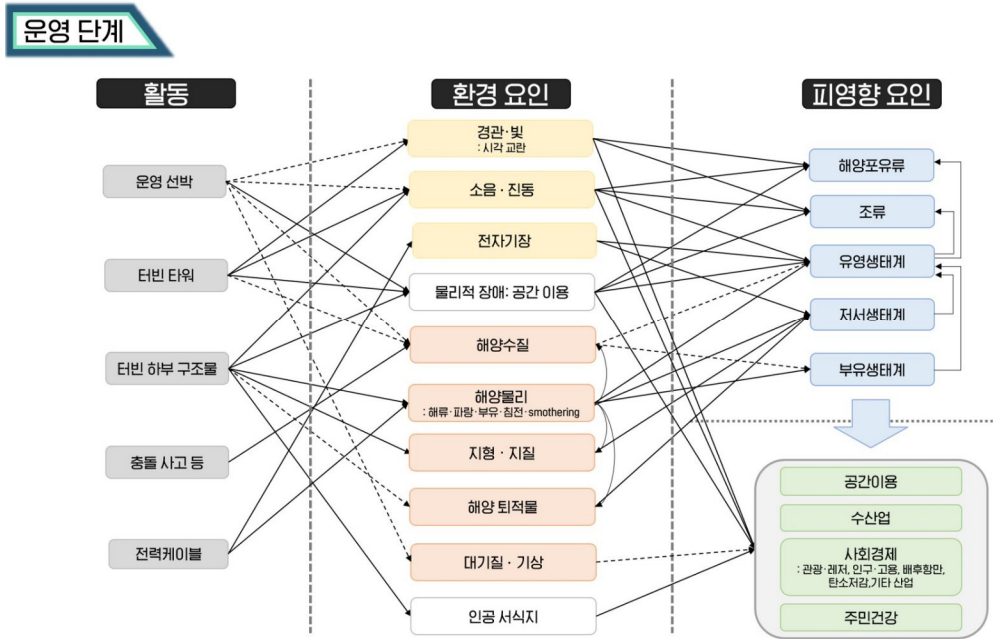 운영 단계
활동
환경 요인
피영향 요인
운영 선박
터빈 타워
터빈 하부 구조물
충돌 사고 등
전력케이블
경관·빛
: 시각 교란
소음·진동
전자기장
물리적 장애: 공간 이용
해양수질
해양물리
: 해류·파랑·부유·침전·smothering
지형·지질
해양 퇴적물
대기질·기상
인공 서식지
해양포유류
조류
유영생태계
저서생태계
부유생태계
공간이용
수산업
사회경제
: 관광·레저, 인구·고용, 배후항만,
탄소저감,기타 산업
주민건강